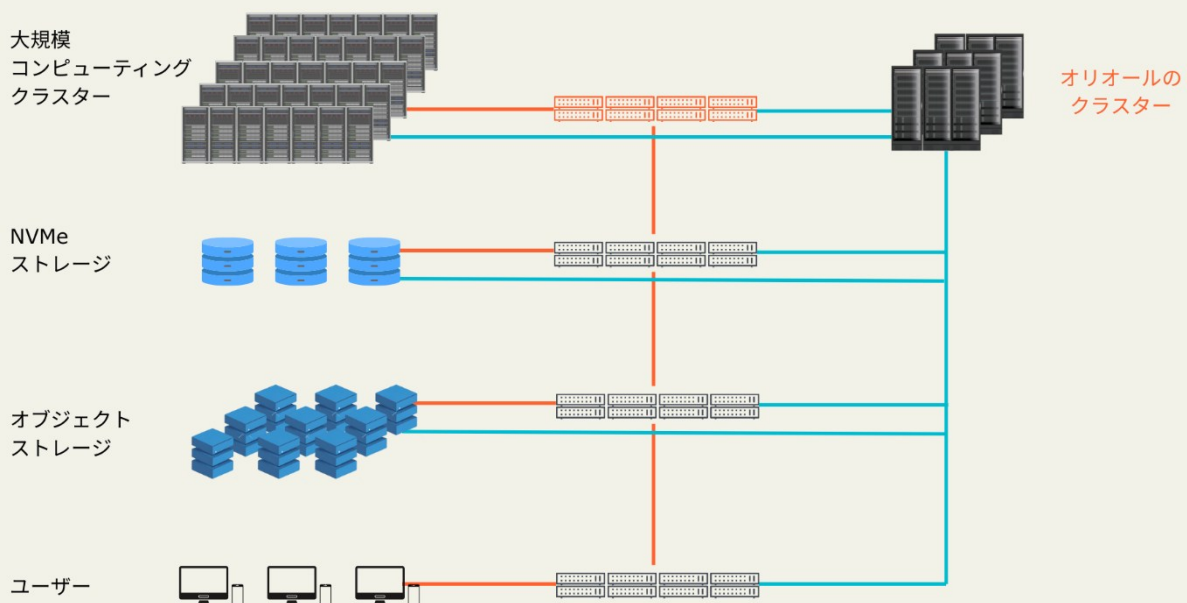 大規模
コンピューティング
クラスター
オリオールの
クラスター
NVMe
ストレージ
オブジェクト
ストレージ
ユーザー